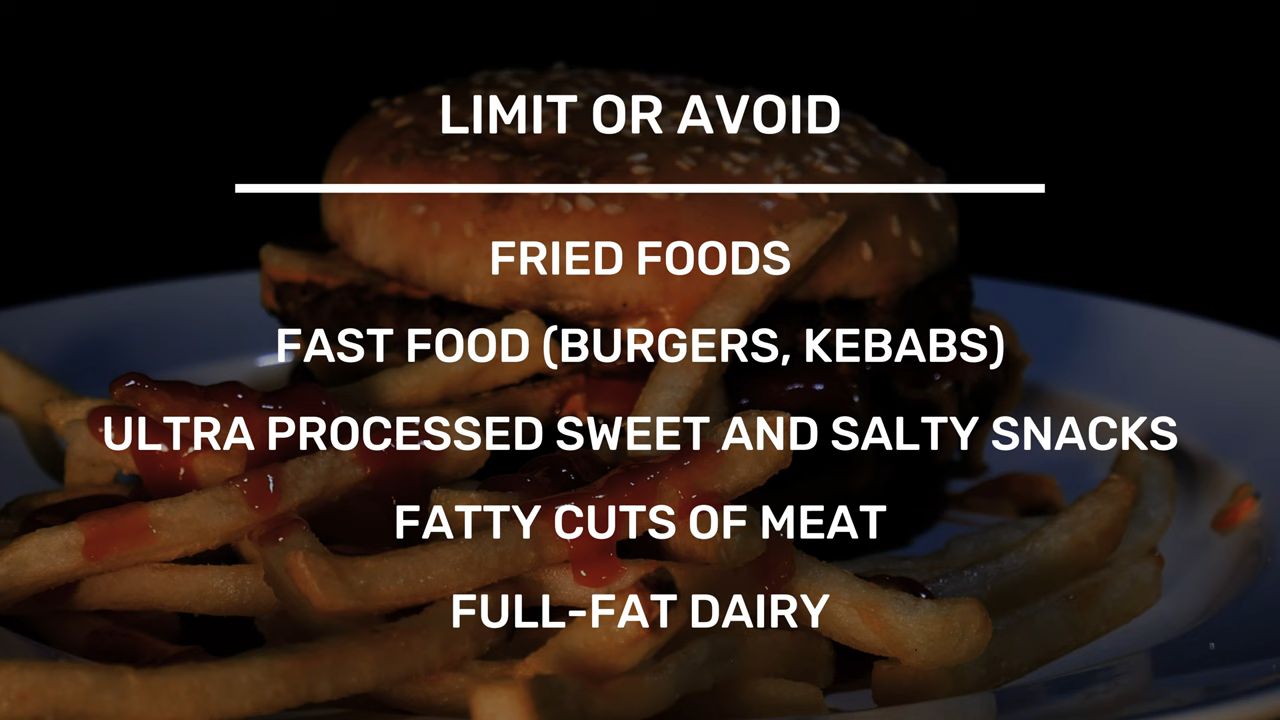 LIMIT OR AVOID
FRIED FOODS
FAST FOOD (BURGERS, KEBABS)
ULTRA PROCESSED SWEET AND SALTY SNACKS
FATTY CUTS OF MEAT
FULL-FAT DAIRY